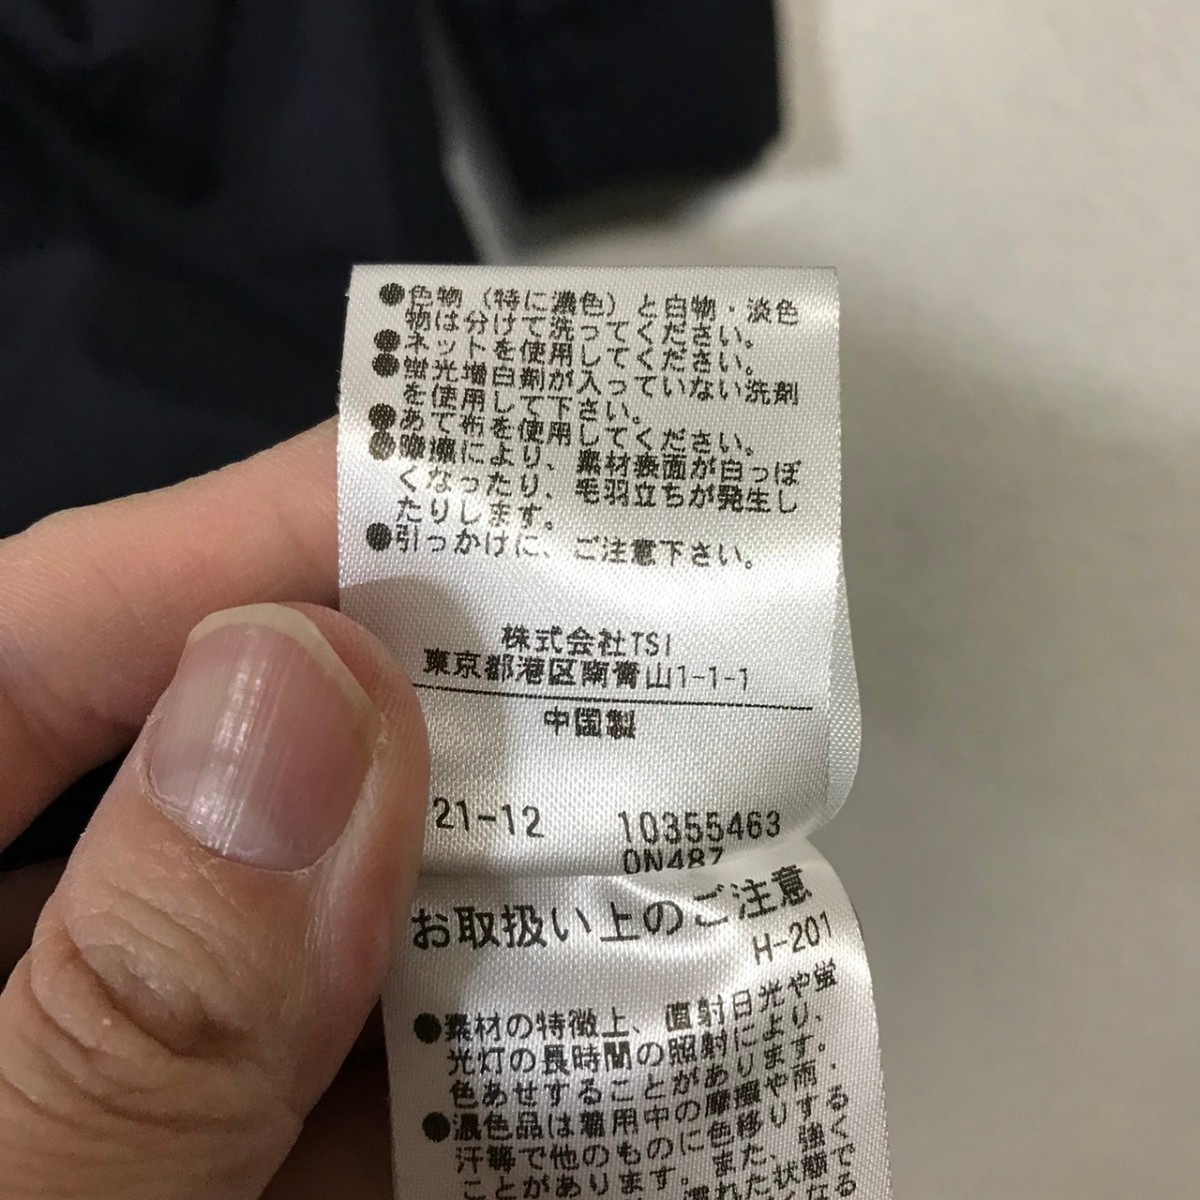 ●色物（特に濃色）と白物・淡色
物は分けて洗ってください。
●ネットを使用してください。
●蛍光増白剤が入っていない洗剤
を使用して下さい。
●あて布を使用してください。
●摩擦により、素材表面が白っぽ
くなったり、毛羽立ちが発生し
たりします。
●引っかけに、ご注意下さい。
株式会社TSI
東京都港区南青山1-1-1
中国製
21-12 10355463
0N487
お取扱い上のご注意
H-201
●素材の特徴上、直射日光や蛍
光灯の長時間の照射により、
色あせすることがあります。
●濃色品は着用中の摩擦や雨・
汗等で他のものに色移りする
ことがあります。また、強く
状態で
なる